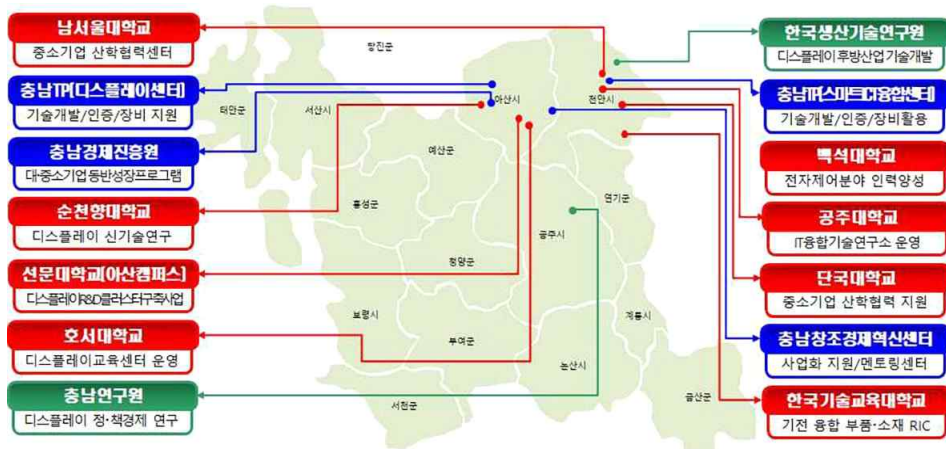 남서울대학교
중소기업 산학협력센터
충남TP[디스플레이센터]
기술개발/인증/장비 지원
충남경제진흥원
대·중소기업 동반성장프로그램
순천향대학교
디스플레이 신기술연구
선문대학교[아산캠퍼스]
디스플레이R&D클러스터구축사업
호서대학교
디스플레이교육센터 운영
충남연구원
디스플레이 정·책경제 연구
당진군
태안군
서산시
아산시
천안시
예산군
홍성군
연기군
공주시
청양군
보령시
부여군
계룡시
논산시
서천군
금산군
한국생산기술연구원
디스플레이 후방산업 기술개발
충남TP[스마트ICT융합센터]
기술개발/인증/장비활용
백석대학교
전자제어분야 인력양성
공주대학교
IT융합기술연구소 운영
단국대학교
중소기업 산학협력 지원
충남창조경제혁신센터
사업화 지원/멘토링센터
한국기술교육대학교
기전 융합 부품·소재 RIC